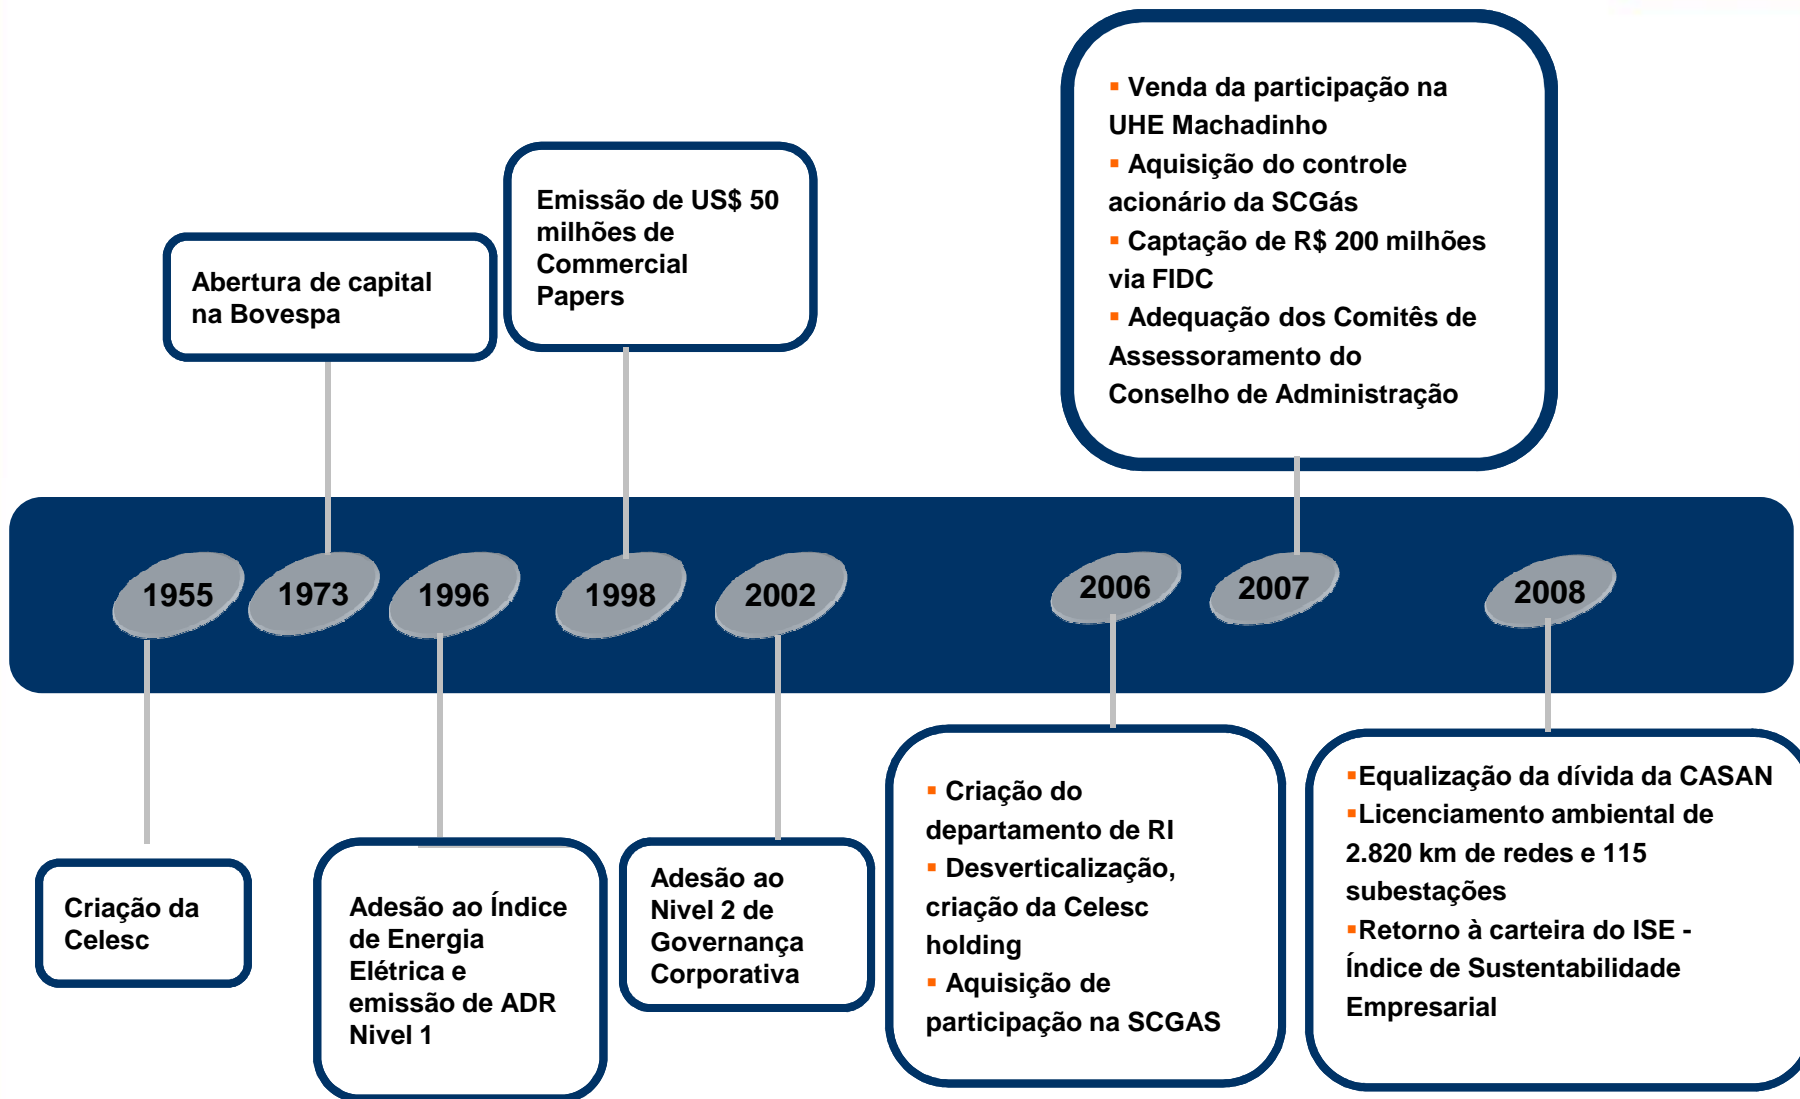 ▪ Venda da participação na
UHE Machadinho
▪ Aquisição do controle
acionário da SCGás
▪ Captação de R$ 200 milhões
via FIDC
▪ Adequação dos Comitês de
Assessoramento do
Conselho de Administração
Emissão de US$ 50
milhões de
Commercial
Papers
Abertura de capital
na Bovespa
1955
1973
1996
1998
2002
2006
2007
2008
Criação da
Celesc
Adesão ao Índice
de Energia
Elétrica e
emissão de ADR
Nivel 1
Adesão ao
Nivel 2 de
Governança
Corporativa
▪ Criação do
departamento de RI
▪ Desverticalização,
criação da Celesc
holding
▪ Aquisição de
participação na SCGAS
▪Equalização da dívida da CASAN
▪Licenciamento ambiental de
2.820 km de redes e 115
subestações
▪Retorno à carteira do ISE -
Índice de Sustentabilidade
Empresarial